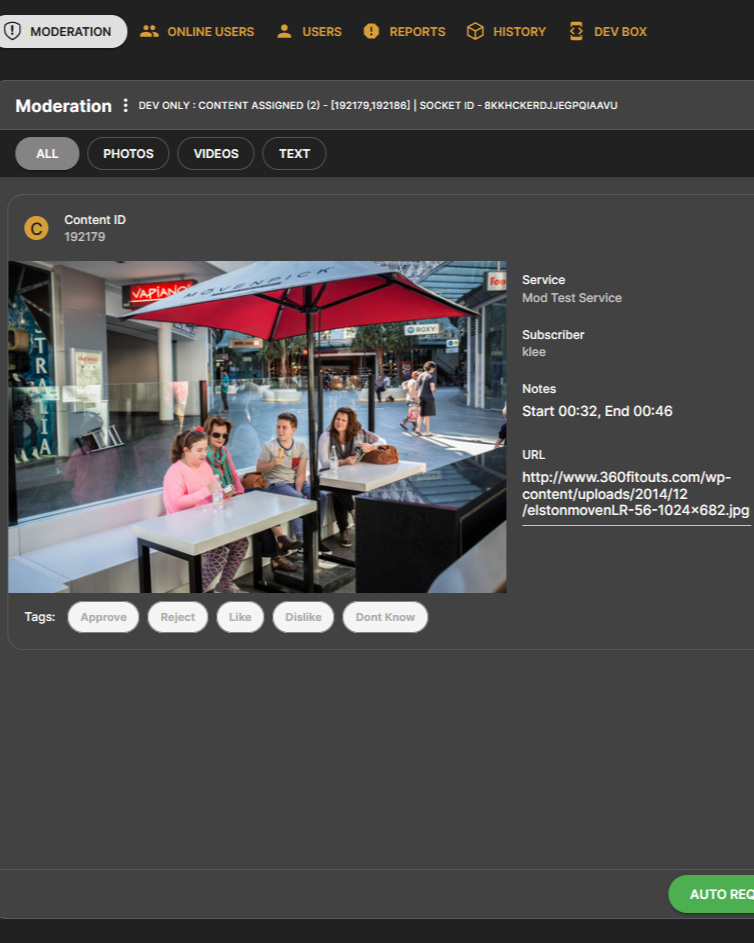 MODERATION
ONLINE USERS
USERS
REPORTS
HISTORY
DEV BOX
Moderation
DEV ONLY : CONTENT ASSIGNED (2) - [192179,192186] | SOCKET ID - 8KKHCKERDJJEGPQIAAVU
ALL
PHOTOS
VIDEOS
TEXT
C
Content ID
192179
VAPIANO
MÖVENPICK
ROXY
TRA
IA
Service
Mod Test Service
Subscriber
klee
Notes
Start 00:32, End 00:46
URL
http://www.360fitouts.com/wp-
content/uploads/2014/12
/elstonmovenLR-56-1024×682.jpg
Tags:
Approve
Reject
Like
Dislike
Dont Know
AUTO REQ